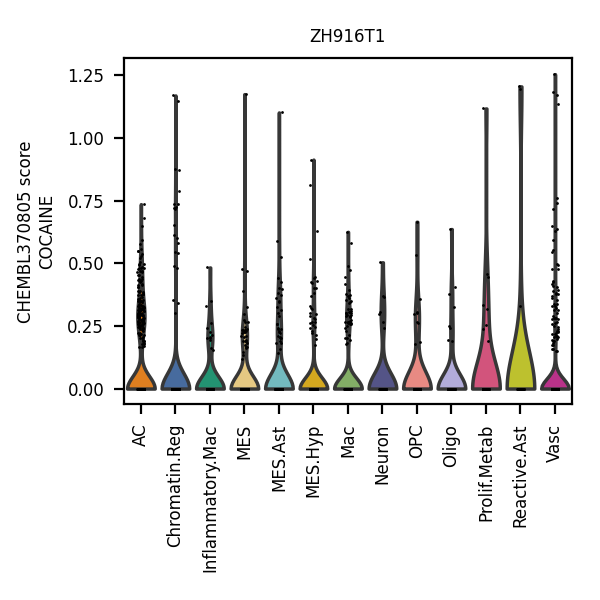 ZH916T1
CHEMBL370805 score
COCAINE
1.25
1.00
0.75
0.50
0.25
0.00
AC
Chromatin.Reg
Inflammatory.Mac
MES
MES.Ast
MES.Hyp
Mac
Neuron
OPC
Oligo
Prolif.Metab
Reactive.Ast
Vasc